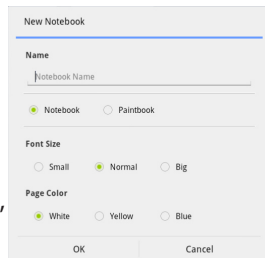 New Notebook
Name
Notebook Name
Notebook Paintbook
Font Size
Small Normal Big
Page Color
White Yellow Blue
OK Cancel